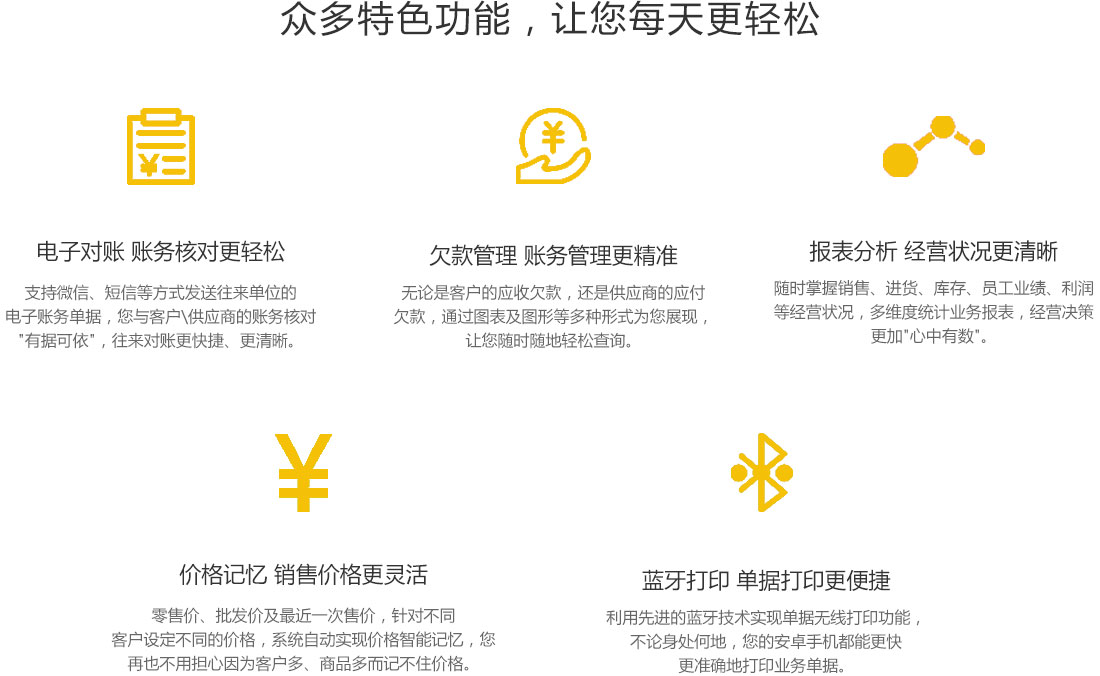 众多特色功能，让您每天更轻松
电子对账 账务核对更轻松
支持微信、短信等方式发送往来单位的
电子账务单据，您与客户\供应商的账务核对
"有据可依"，往来对账更快捷、更清晰。
欠款管理 账务管理更精准
无论是客户的应收欠款，还是供应商的应付
欠款，通过图表及图形等多种形式为您展现，
让您随时随地轻松查询。
报表分析 经营状况更清晰
随时掌握销售、进货、库存、员工业绩、利润
等经营状况，多维度统计业务报表，经营决策
更加"心中有数"。
价格记忆 销售价格更灵活
零售价、批发价及最近一次售价，针对不同
客户设定不同的价格，系统自动实现价格智能记忆，您
再也不用担心因为客户多、商品多而记不住价格。
蓝牙打印 单据打印更便捷
利用先进的蓝牙技术实现单据无线打印功能，
不论身处何地，您的安卓手机都能更快
更准确地打印业务单据。